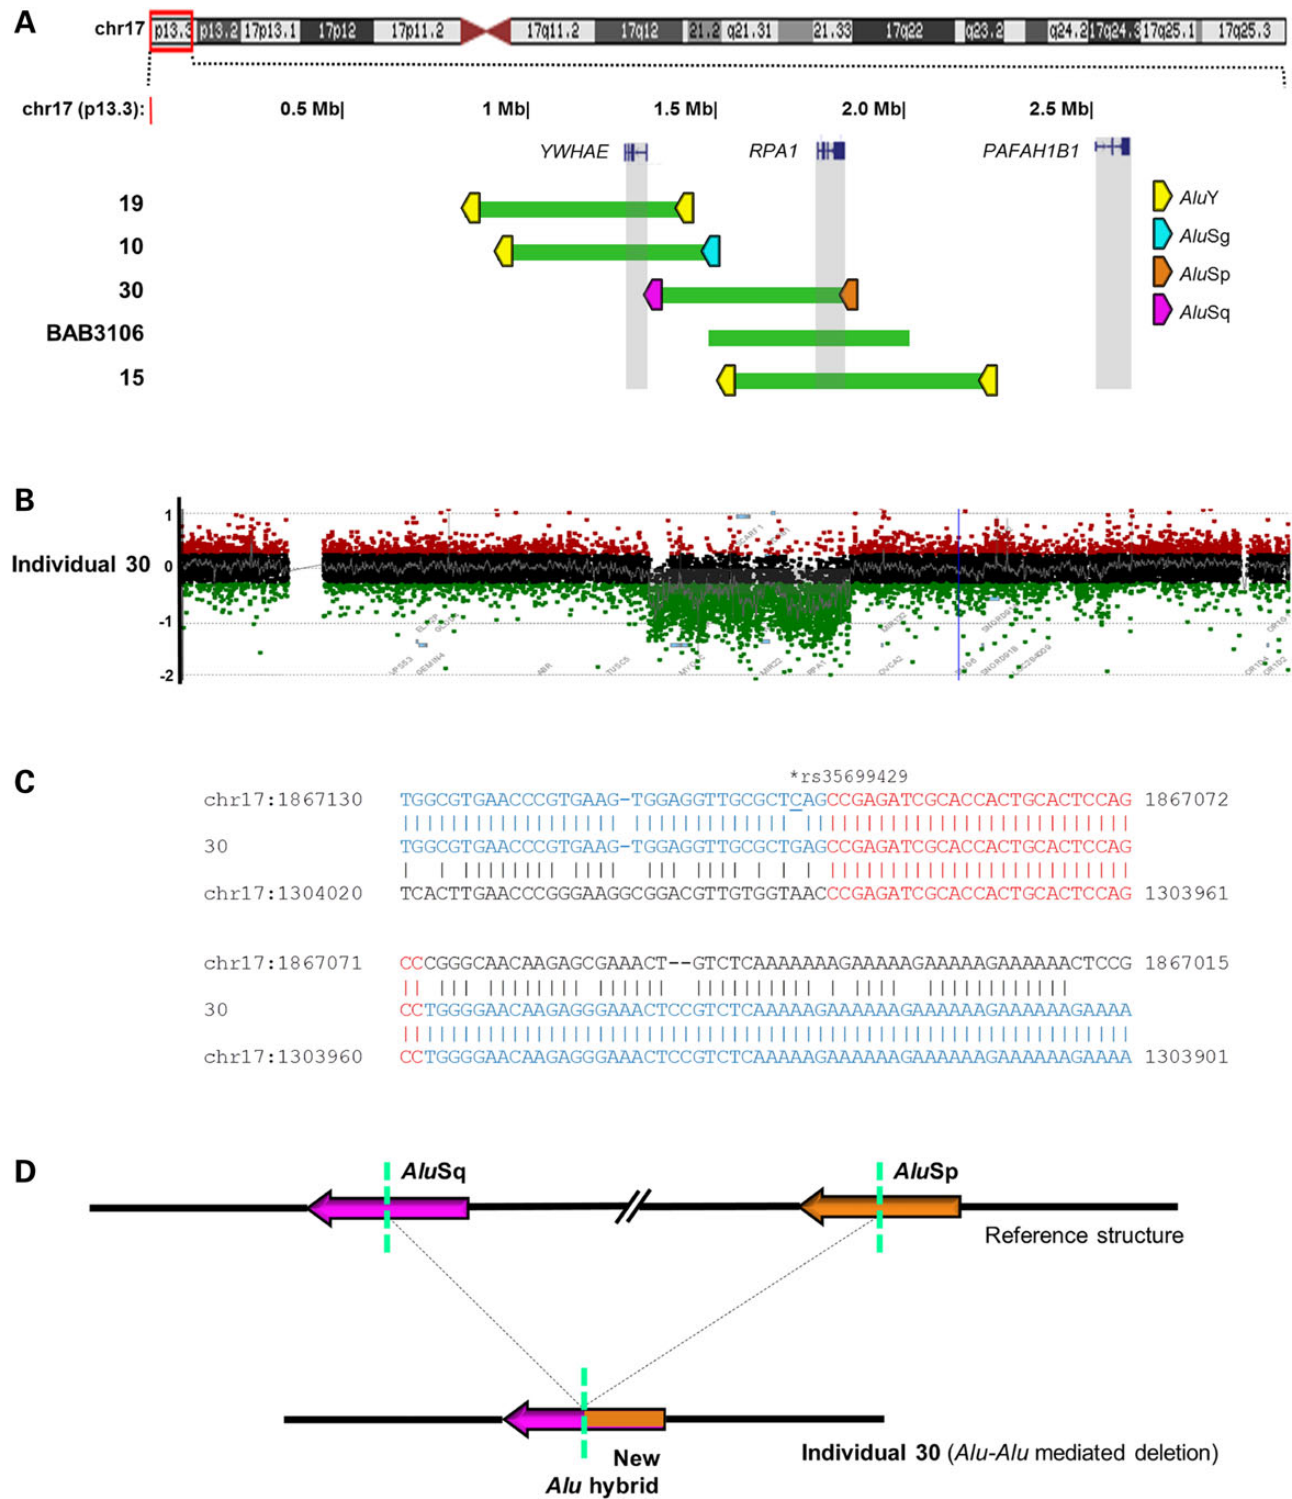 A
chr17
p13.3 p13.2 17p13.1 17p12 17p11.2 17q11.2 17q12 21.2 q21.31 21.33 17q22 q23.2 q24.2 17q24.3 17q25.1 17q25.3
chr17 (p13.3): 0.5 Mb| 1 Mb| 1.5 Mb| 2.0 Mb| 2.5 Mb|
YWHAE RPA1 PAFAH1B1
19
10
30
BAB3106
15
AluY
AluSg
AluSp
AluSq
B
Individual 30
1
0
-1
-2
C
*rs35699429
chr17:1867130 TGGCGTGAACCCGTGAAG-TGGAGGTTGCGCTCAGCCGAGATCGCACCACTGCACTCCAG 1867072
30 TGGCGTGAACCCGTGAAG-TGGAGGTTGCGCTGAGCCGAGATCGCACCACTGCACTCCAG
chr17:1304020 TCACTTGAACCCGGGAAGGCGGACGTTGTGGTAACCCGAGATCGCACCACTGCACTCCAG 1303961
chr17:1867071 CCCGGGCAACAAGAGCGAAACT--GTCTCAAAAAAAGAAAAAGAAAAAGAAAAAACTCCG 1867015
30 CCTGGGGAACAAGAGGGAAACTCCGTCTCAAAAAGAAAAAAGAAAAAAGAAAAAAGAAAA
chr17:1303960 CCTGGGGAACAAGAGGGAAACTCCGTCTCAAAAAGAAAAAAGAAAAAAGAAAAAAGAAAA 1303901
D
AluSq AluSp
Reference structure
New
Alu hybrid
Individual 30 (Alu-Alu mediated deletion)